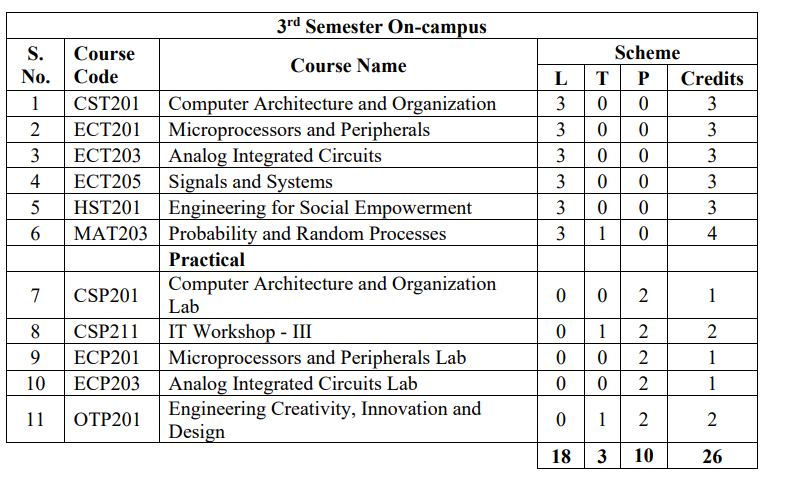 3rd Semester On-campus
S. No. Course Code Course Name Scheme
L T P Credits
1 CST201 Computer Architecture and Organization 3 0 0 3
2 ECT201 Microprocessors and Peripherals 3 0 0 3
3 ECT203 Analog Integrated Circuits 3 0 0 3
4 ECT205 Signals and Systems 3 0 0 3
5 HST201 Engineering for Social Empowerment 3 0 0 3
6 MAT203 Probability and Random Processes 3 1 0 4
Practical
7 CSP201 Computer Architecture and Organization Lab 0 0 2 1
8 CSP211 IT Workshop - III 0 1 2 2
9 ECP201 Microprocessors and Peripherals Lab 0 0 2 1
10 ECP203 Analog Integrated Circuits Lab 0 0 2 1
11 OTP201 Engineering Creativity, Innovation and Design 0 1 2 2
18 3 10 26